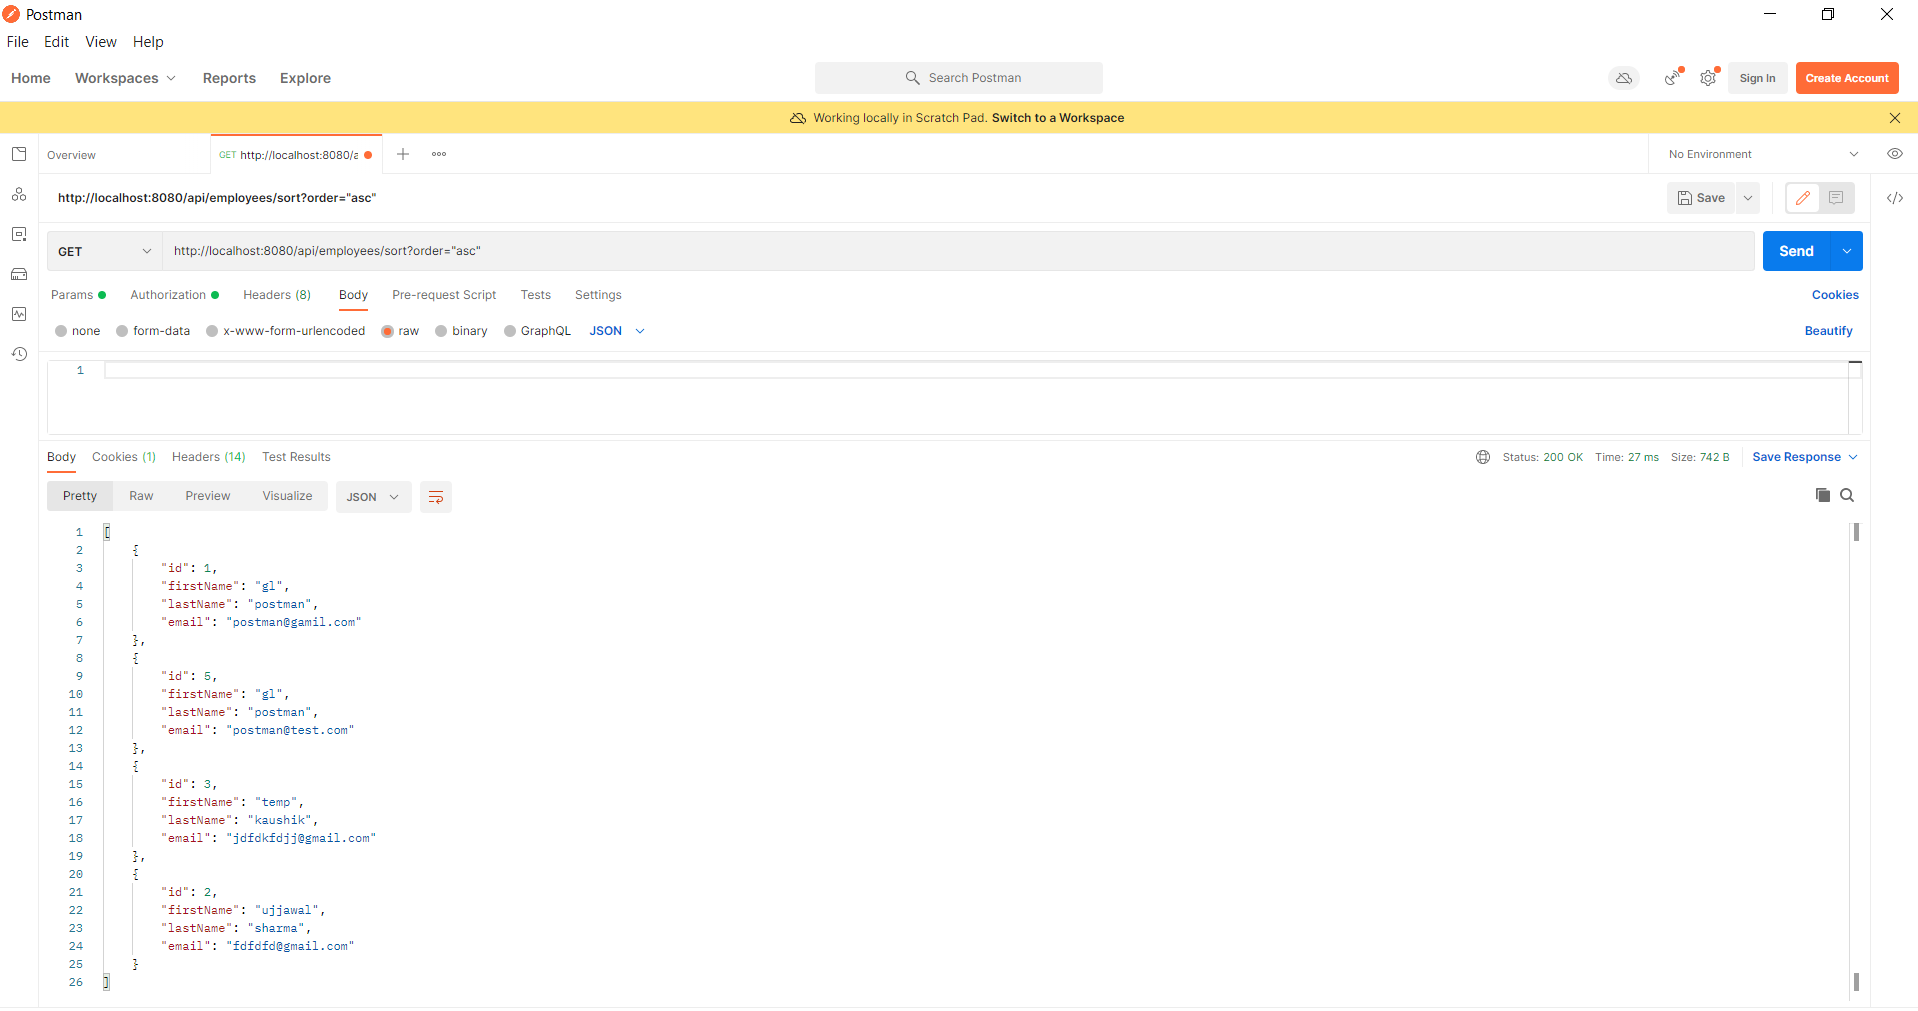 Postman
File Edit View Help
Home Workspaces Reports Explore Search Postman Sign In Create Account
Working locally in Scratch Pad. Switch to a Workspace
Overview GET http://localhost:8080/a No Environment
http://localhost:8080/api/employees/sort?order="asc" Save
GET http://localhost:8080/api/employees/sort?order="asc" Send
Params Authorization Headers (8) Body Pre-request Script Tests Settings Cookies
none form-data x-www-form-urlencoded raw binary GraphQL JSON Beautify
1
Body Cookies (1) Headers (14) Test Results Status: 200 OK Time: 27 ms Size: 742 B Save Response
Pretty Raw Preview Visualize JSON
1 [
2 {
3 "id": 1,
4 "firstName": "gl",
5 "lastName": "postman",
6 "email": "postman@gamil.com"
7 },
8 {
9 "id": 5,
10 "firstName": "gl",
11 "lastName": "postman",
12 "email": "postman@test.com"
13 },
14 {
15 "id": 3,
16 "firstName": "temp",
17 "lastName": "kaushik",
18 "email": "jdfdkfdjj@gmail.com"
19 },
20 {
21 "id": 2,
22 "firstName": "ujjawal",
23 "lastName": "sharma",
24 "email": "fdfdfd@gmail.com"
25 }
26 ]